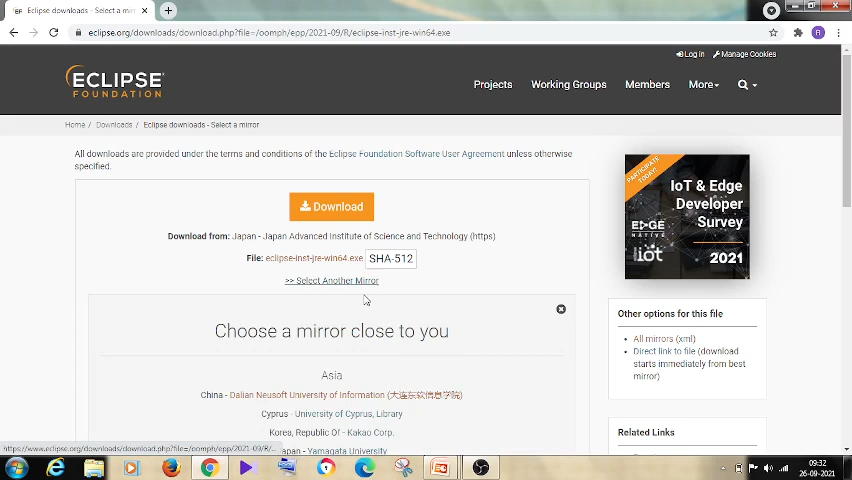 Eclipse downloads - Select a mirr
eclipse.org/downloads/download.php?file=/oomph/epp/2021-09/R/eclipse-inst-jre-win64.exe
Log in Manage Cookies
ECLIPSE
FOUNDATION
Projects Working Groups Members More
Home / Downloads / Eclipse downloads - Select a mirror
All downloads are provided under the terms and conditions of the Eclipse Foundation Software User Agreement unless otherwise
specified.
Download
Download from: Japan - Japan Advanced Institute of Science and Technology (https)
File: eclipse-inst-jre-win64.exe SHA-512
>> Select Another Mirror
Choose a mirror close to you
Asia
China - Dalian Neusoft University of Information (大连东软信息学院)
Cyprus - University of Cyprus, Library
Korea, Republic Of - Kakao Corp.
apan - Yamagata University
PARTICIPATE
TODAY!
IoT & Edge
Developer
Survey
2021
EDGE
NATIVE
iot
Other options for this file
All mirrors (xml)
Direct link to file (download
starts immediately from best
mirror)
Related Links
https://www.eclipse.org/downloads/download.php?file=/oomph/epp/2021-09/R/...
09:32
26-09-2021